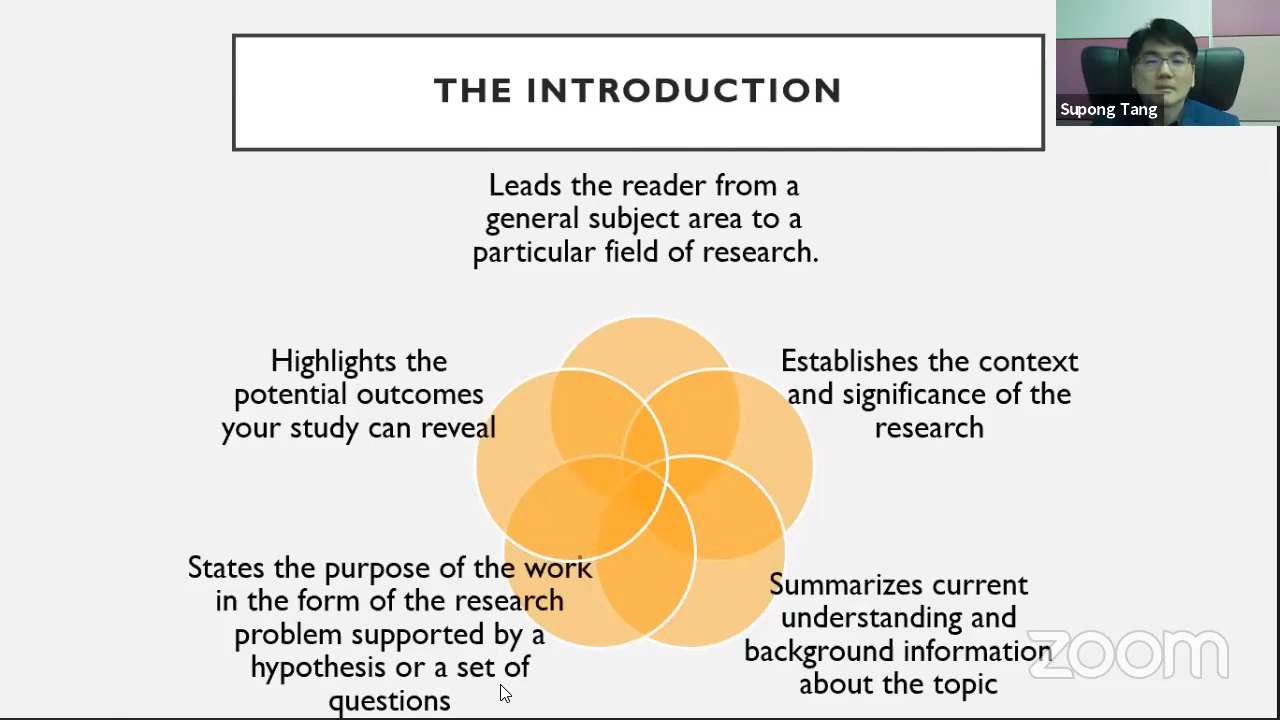 THE INTRODUCTION
Supong Tang
Leads the reader from a
general subject area to a
particular field of research.
Highlights the
potential outcomes
your study can reveal
Establishes the context
and significance of the
research
States the purpose of the work
in the form of the research
problem supported by a
hypothesis or a set of
questions
Summarizes current
understanding and
background information
about the topic
zoom